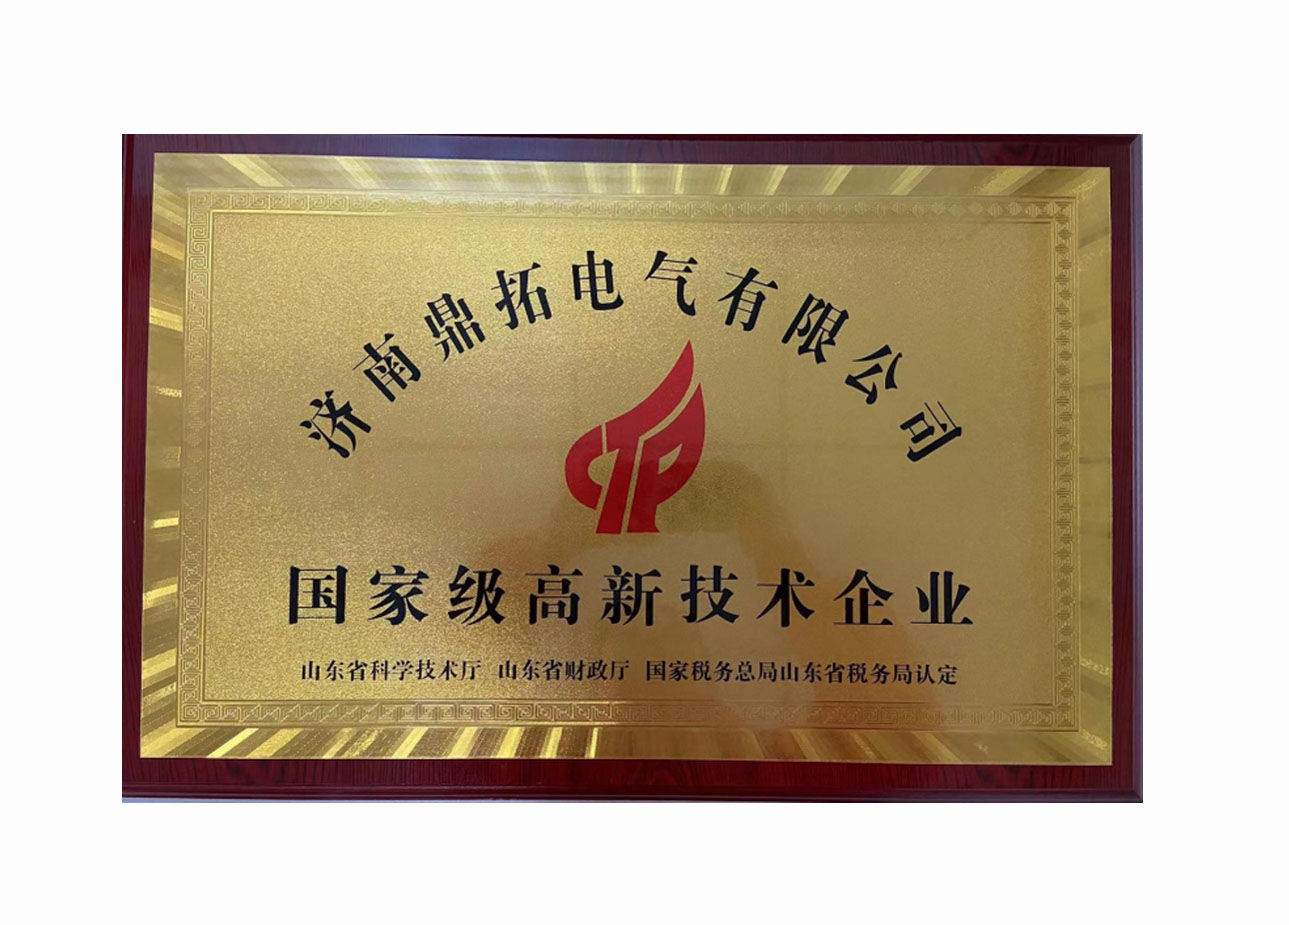 济南鼎拓电气有限公司
国家级高新技术企业
山东省科学技术厅 山东省财政厅 国家税务总局山东省税务局认定